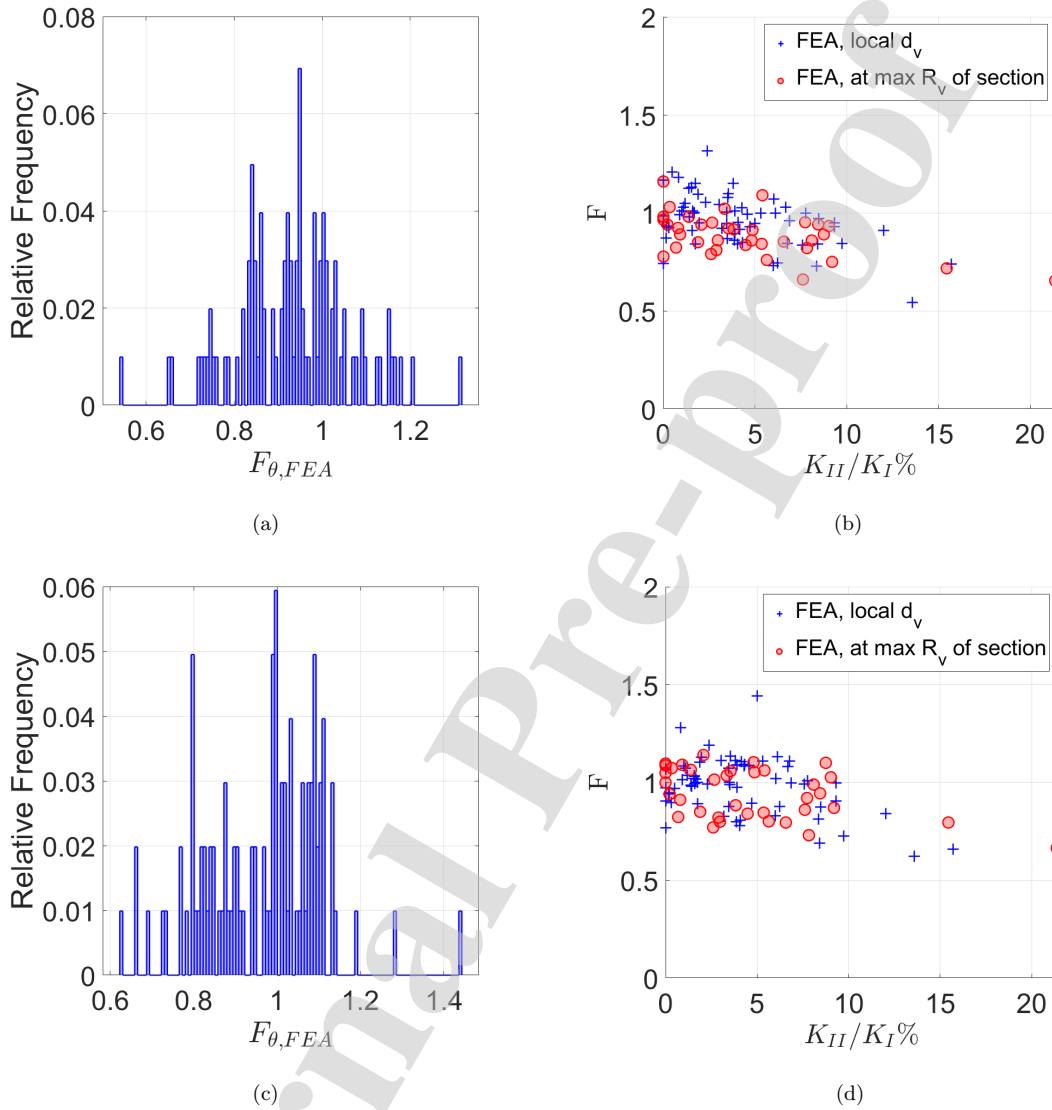 0.08
0.06
0.04
0.02
0
Relative Frequency
0.6 0.8 1 1.2
F_{θ,FEA}
(a)
2
1.5
1
0.5
0
F
FEA, local d_v
FEA, at max R_v of section
0 5 10 15 20
K_{II}/K_I%
(b)
0.06
0.05
0.04
0.03
0.02
0.01
0
Relative Frequency
0.6 0.8 1 1.2 1.4
F_{θ,FEA}
(c)
2
1.5
1
0.5
0
F
FEA, local d_v
FEA, at max R_v of section
0 5 10 15 20
K_{II}/K_I%
(d)
nal Pre-proof